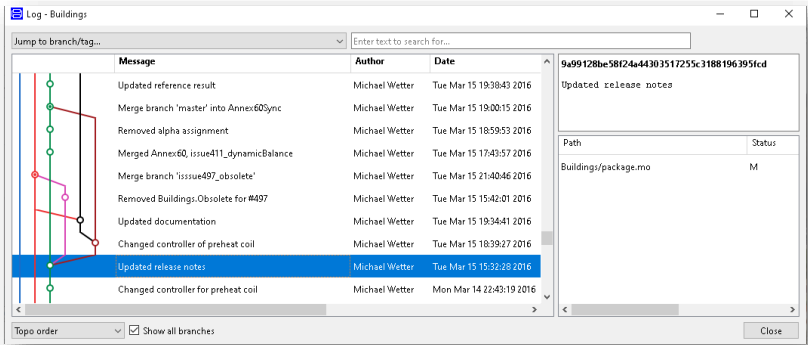 Log - Buildings
Jump to branch/tag...
Enter text to search for...
Message Author Date
Updated reference result Michael Wetter Tue Mar 15 19:38:43 2016
Merge branch 'master' into Annex60Sync Michael Wetter Tue Mar 15 19:00:15 2016
Removed alpha assignment Michael Wetter Tue Mar 15 18:59:53 2016
Merged Annex60, issue411_dynamicBalance Michael Wetter Tue Mar 15 17:43:57 2016
Merge branch 'isssue497_obsolete' Michael Wetter Tue Mar 15 21:40:46 2016
Removed Buildings.Obsolete for #497 Michael Wetter Tue Mar 15 15:42:01 2016
Updated documentation Michael Wetter Tue Mar 15 19:34:41 2016
Changed controller of preheat coil Michael Wetter Tue Mar 15 18:39:27 2016
Updated release notes Michael Wetter Tue Mar 15 15:32:28 2016
Changed controller for preheat coil Michael Wetter Mon Mar 14 22:43:19 2016
9a99128be58f24a44303517255c3188196395fcd
Updated release notes
Path Status
Buildings/package.mo M
Topo order
Show all branches
Close